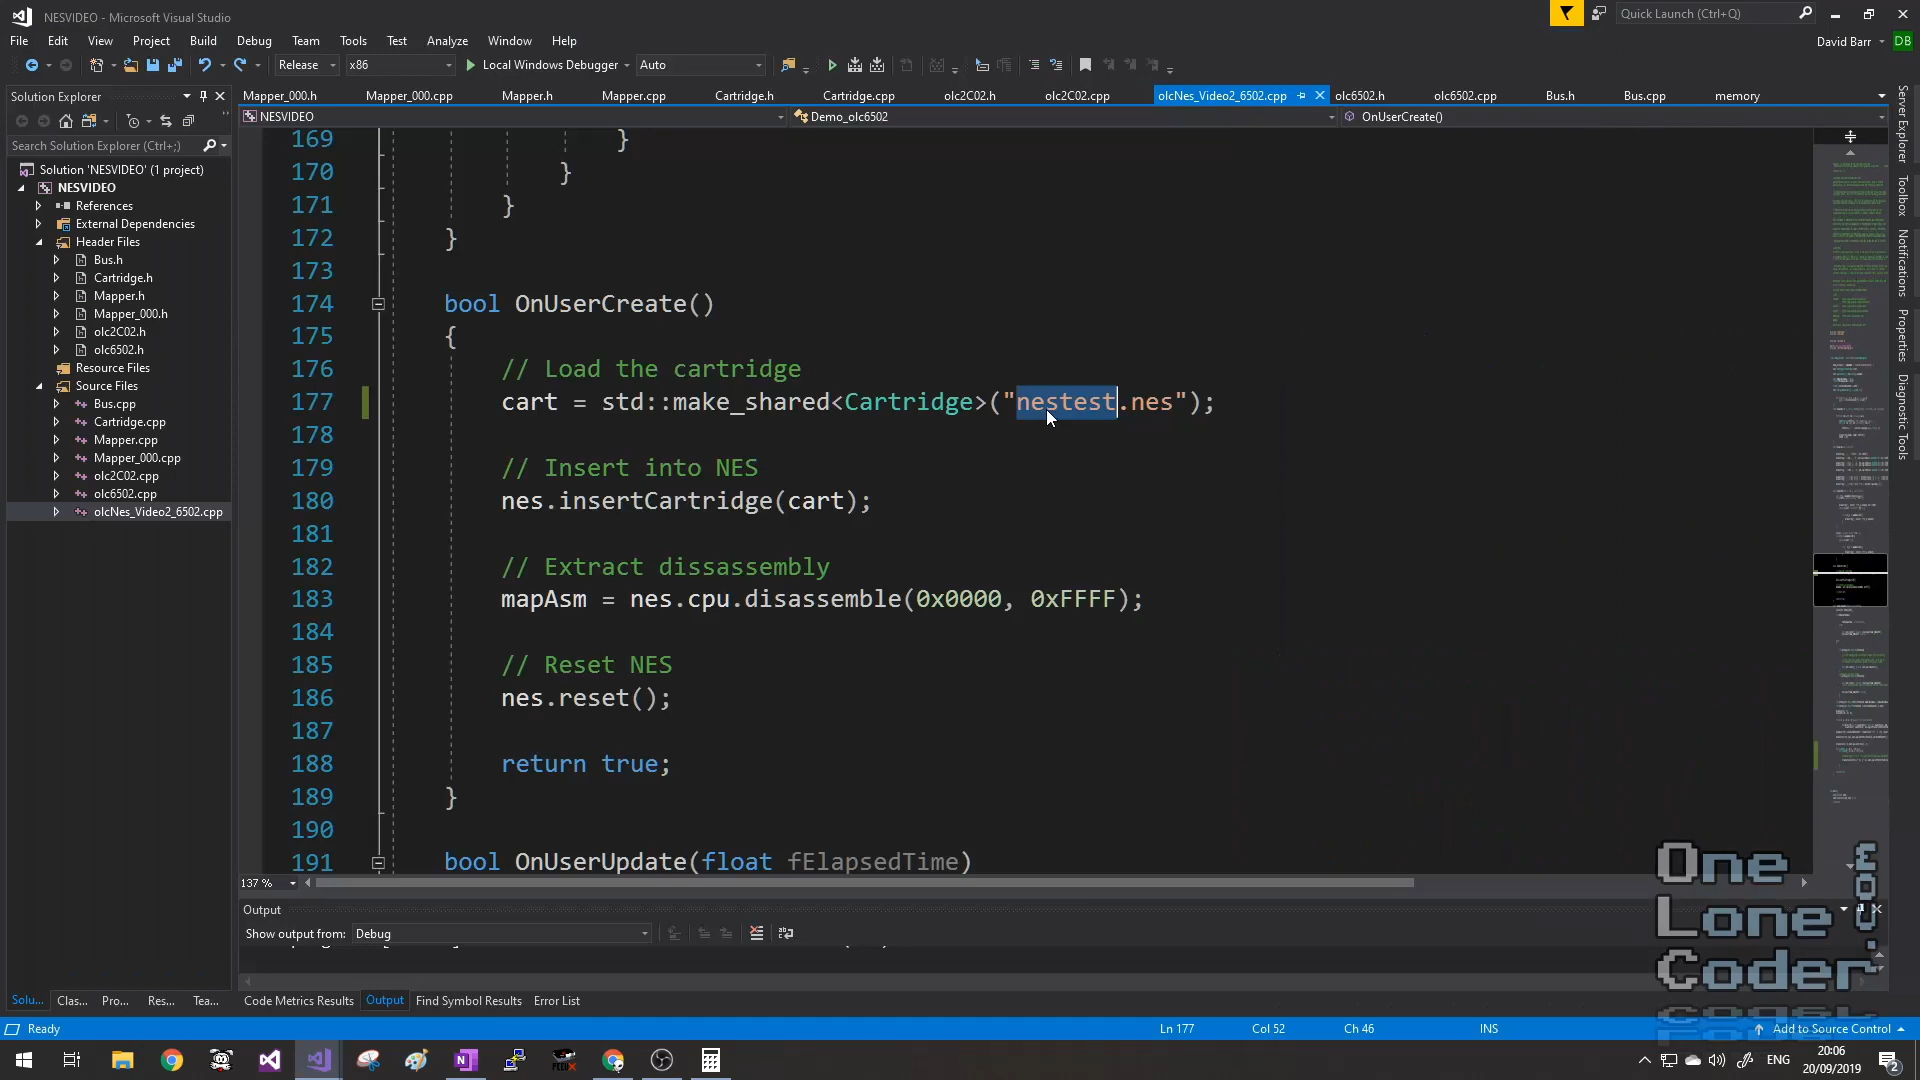 NESVIDEO - Microsoft Visual Studio
Quick Launch (Ctrl+Q)
File Edit View Project Build Debug Team Tools Test Analyze Window Help
David Barr DB
Release x86 Local Windows Debugger Auto
Solution Explorer
Mapper_000.h Mapper_000.cpp Mapper.h Mapper.cpp Cartridge.h Cartridge.cpp olc2C02.h olc2C02.cpp olcNes_Video2_6502.cpp olc6502.h olc6502.cpp Bus.h Bus.cpp memory
NESVIDEO Demo_olc6502 OnUserCreate()
Search Solution Explorer (Ctrl+;)
Solution 'NESVIDEO' (1 project)
NESVIDEO
References
External Dependencies
Header Files
Bus.h
Cartridge.h
Mapper.h
Mapper_000.h
olc2C02.h
olc6502.h
Resource Files
Source Files
Bus.cpp
Cartridge.cpp
Mapper.cpp
Mapper_000.cpp
olc2C02.cpp
olc6502.cpp
olcNes_Video2_6502.cpp
169 }
170 }
171 }
172 }
173
174 bool OnUserCreate()
175 {
176 // Load the cartridge
177 cart = std::make_shared<Cartridge>("nestest.nes");
178
179 // Insert into NES
180 nes.insertCartridge(cart);
181
182 // Extract dissassembly
183 mapAsm = nes.cpu.disassemble(0x0000, 0xFFFF);
184
185 // Reset NES
186 nes.reset();
187
188 return true;
189 }
190
191 bool OnUserUpdate(float fElapsedTime)
137 %
Server Explorer
Toolbox
Notifications
Properties
Diagnostic Tools
Output
Show output from: Debug
Solu... Clas... Pro... Res... Tea...
Code Metrics Results Output Find Symbol Results Error List
Ready Ln 177 Col 52 Ch 46 INS Add to Source Control
One
Lone
Coder
.com
ENG
20:06
20/09/2019
2